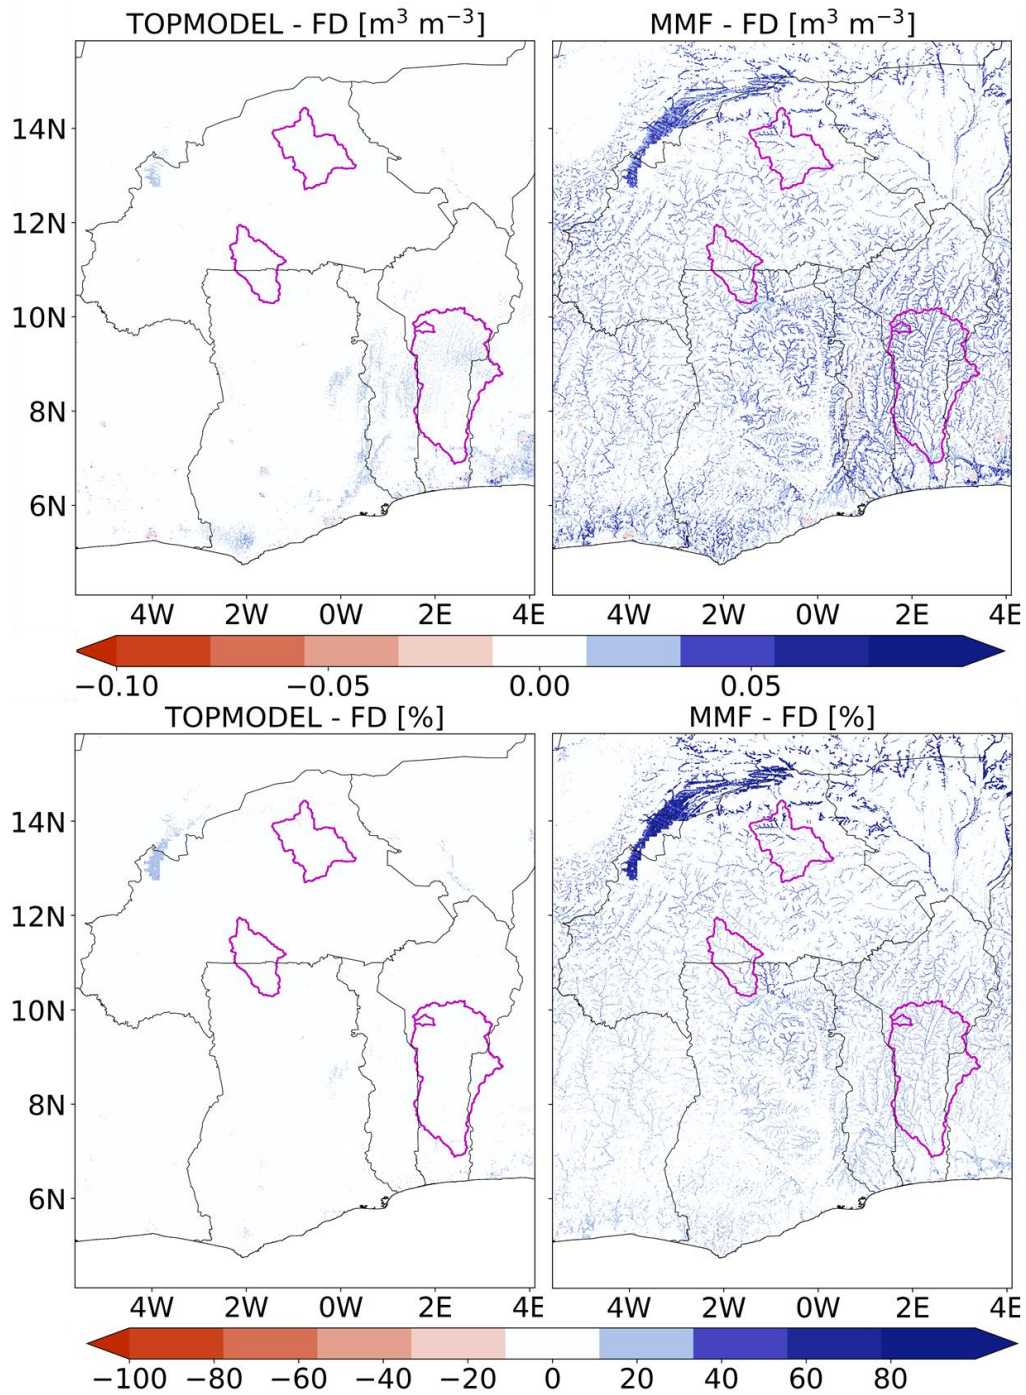 TOPMODEL - FD [m³ m⁻³]
MMF - FD [m³ m⁻³]
14N
12N
10N
8N
6N
4W 2W 0W 2E 4E
4W 2W 0W 2E 4E
−0.10 −0.05 0.00 0.05
TOPMODEL - FD [%]
MMF - FD [%]
14N
12N
10N
8N
6N
4W 2W 0W 2E 4E
4W 2W 0W 2E 4E
−100 −80 −60 −40 −20 0 20 40 60 80